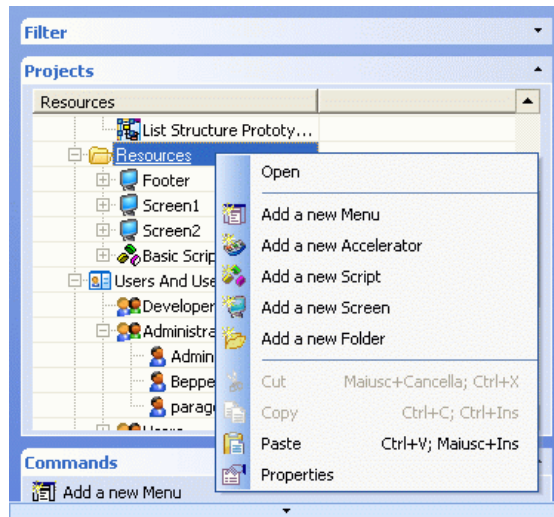 Filter
Projects
Resources
List Structure Prototy...
Resources
Footer
Screen1
Screen2
Basic Scrip
Users And Use
Developer
Administra
Admin
Beppe
parag
Open
Add a new Menu
Add a new Accelerator
Add a new Script
Add a new Screen
Add a new Folder
Cut Maiusc+Cancella; Ctrl+X
Copy Ctrl+C; Ctrl+Ins
Paste Ctrl+V; Maiusc+Ins
Properties
Commands
Add a new Menu